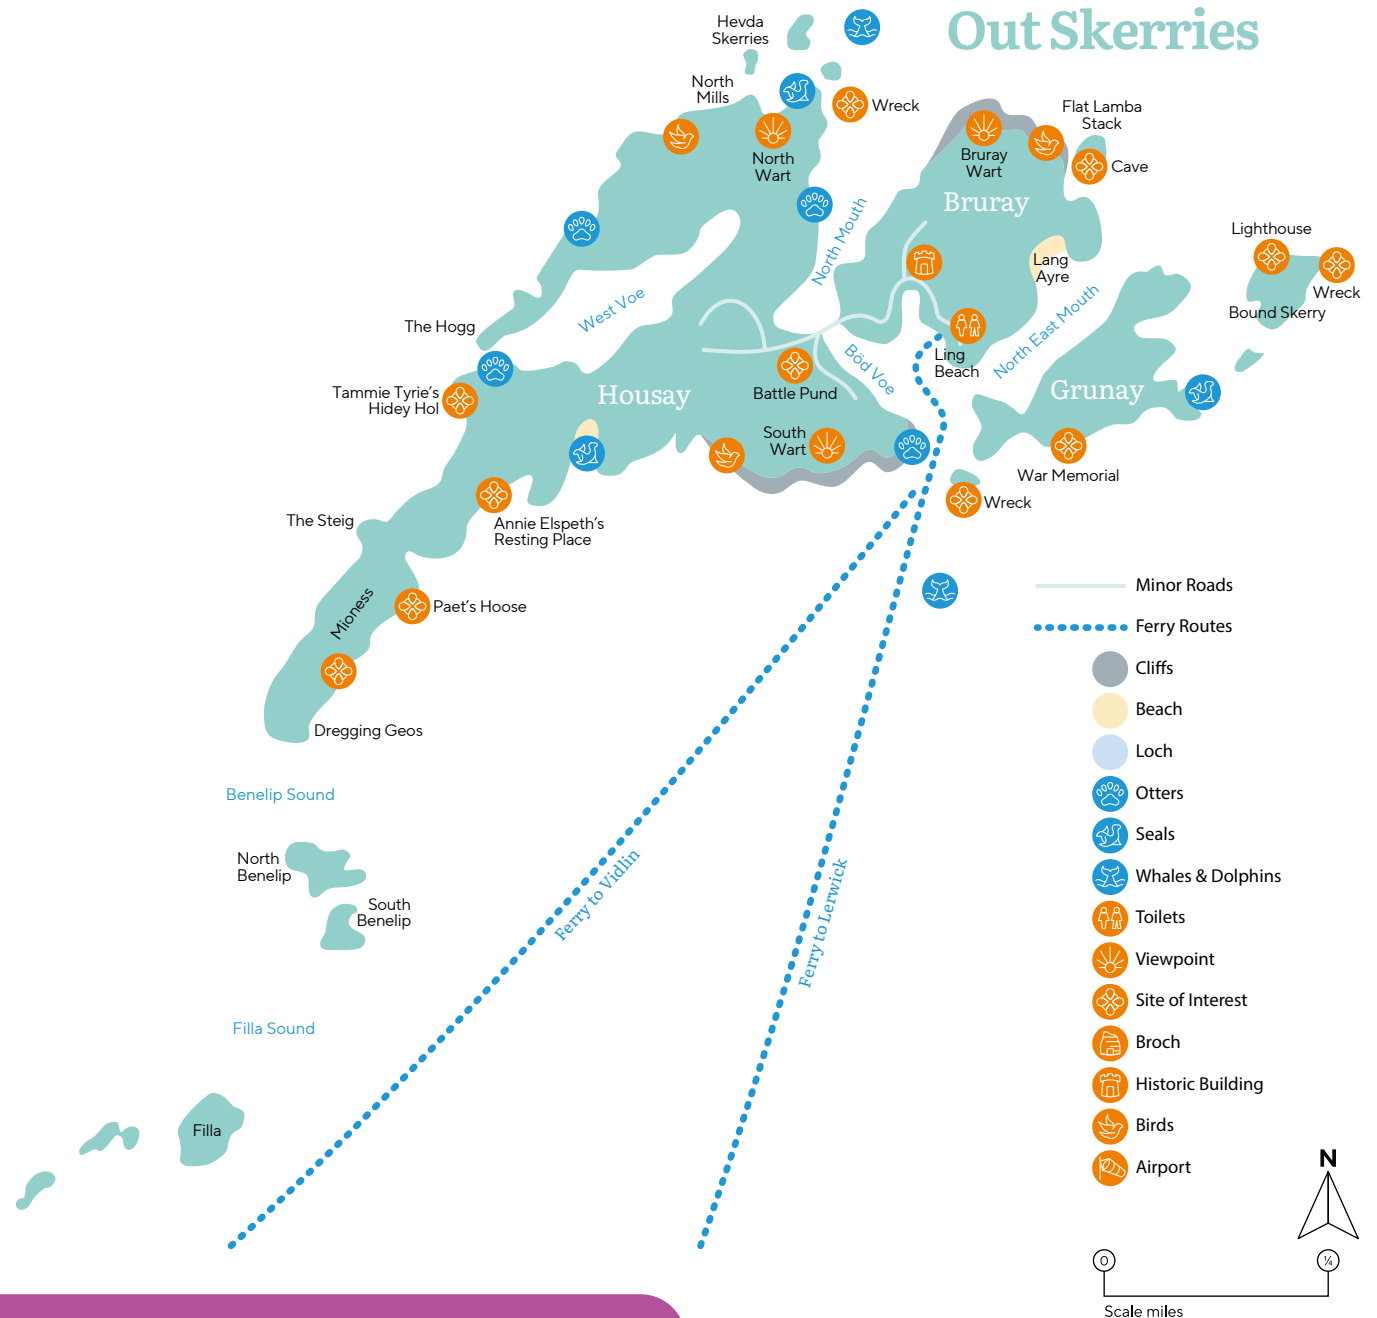 Out Skerries
Hevda
Skerries
North
Mills
Wreck
North
Wart
Bruray
Wart
Flat Lamba
Stack
Cave
Bruray
Lang
Ayre
Lighthouse
Wreck
Bound Skerry
North Mouth
West Voe
The Hogg
Böd Voe
Ling
Beach
North East Mouth
Grunay
Tammie Tyrie's
Hidey Hol
Housay
Battle Pund
South
Wart
War Memorial
Wreck
The Steig
Annie Elspeth's
Resting Place
Mioness
Paet's Hoose
Dregging Geos
Benelip Sound
North
Benelip
South
Benelip
Filla Sound
Filla
Ferry to Vidlin
Ferry to Lerwick
Minor Roads
Ferry Routes
Cliffs
Beach
Loch
Otters
Seals
Whales & Dolphins
Toilets
Viewpoint
Site of Interest
Broch
Historic Building
Birds
Airport
N
0 ¼
Scale miles